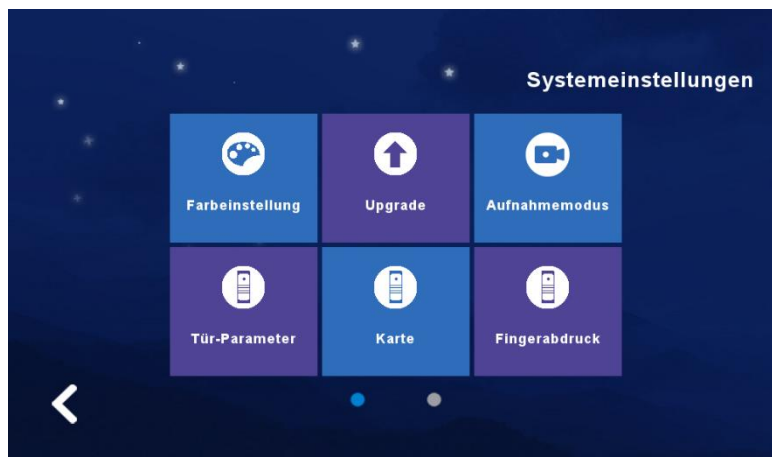 Systemeinstellungen
Farbeinstellung
Upgrade
Aufnahmemodus
Tür-Parameter
Karte
Fingerabdruck